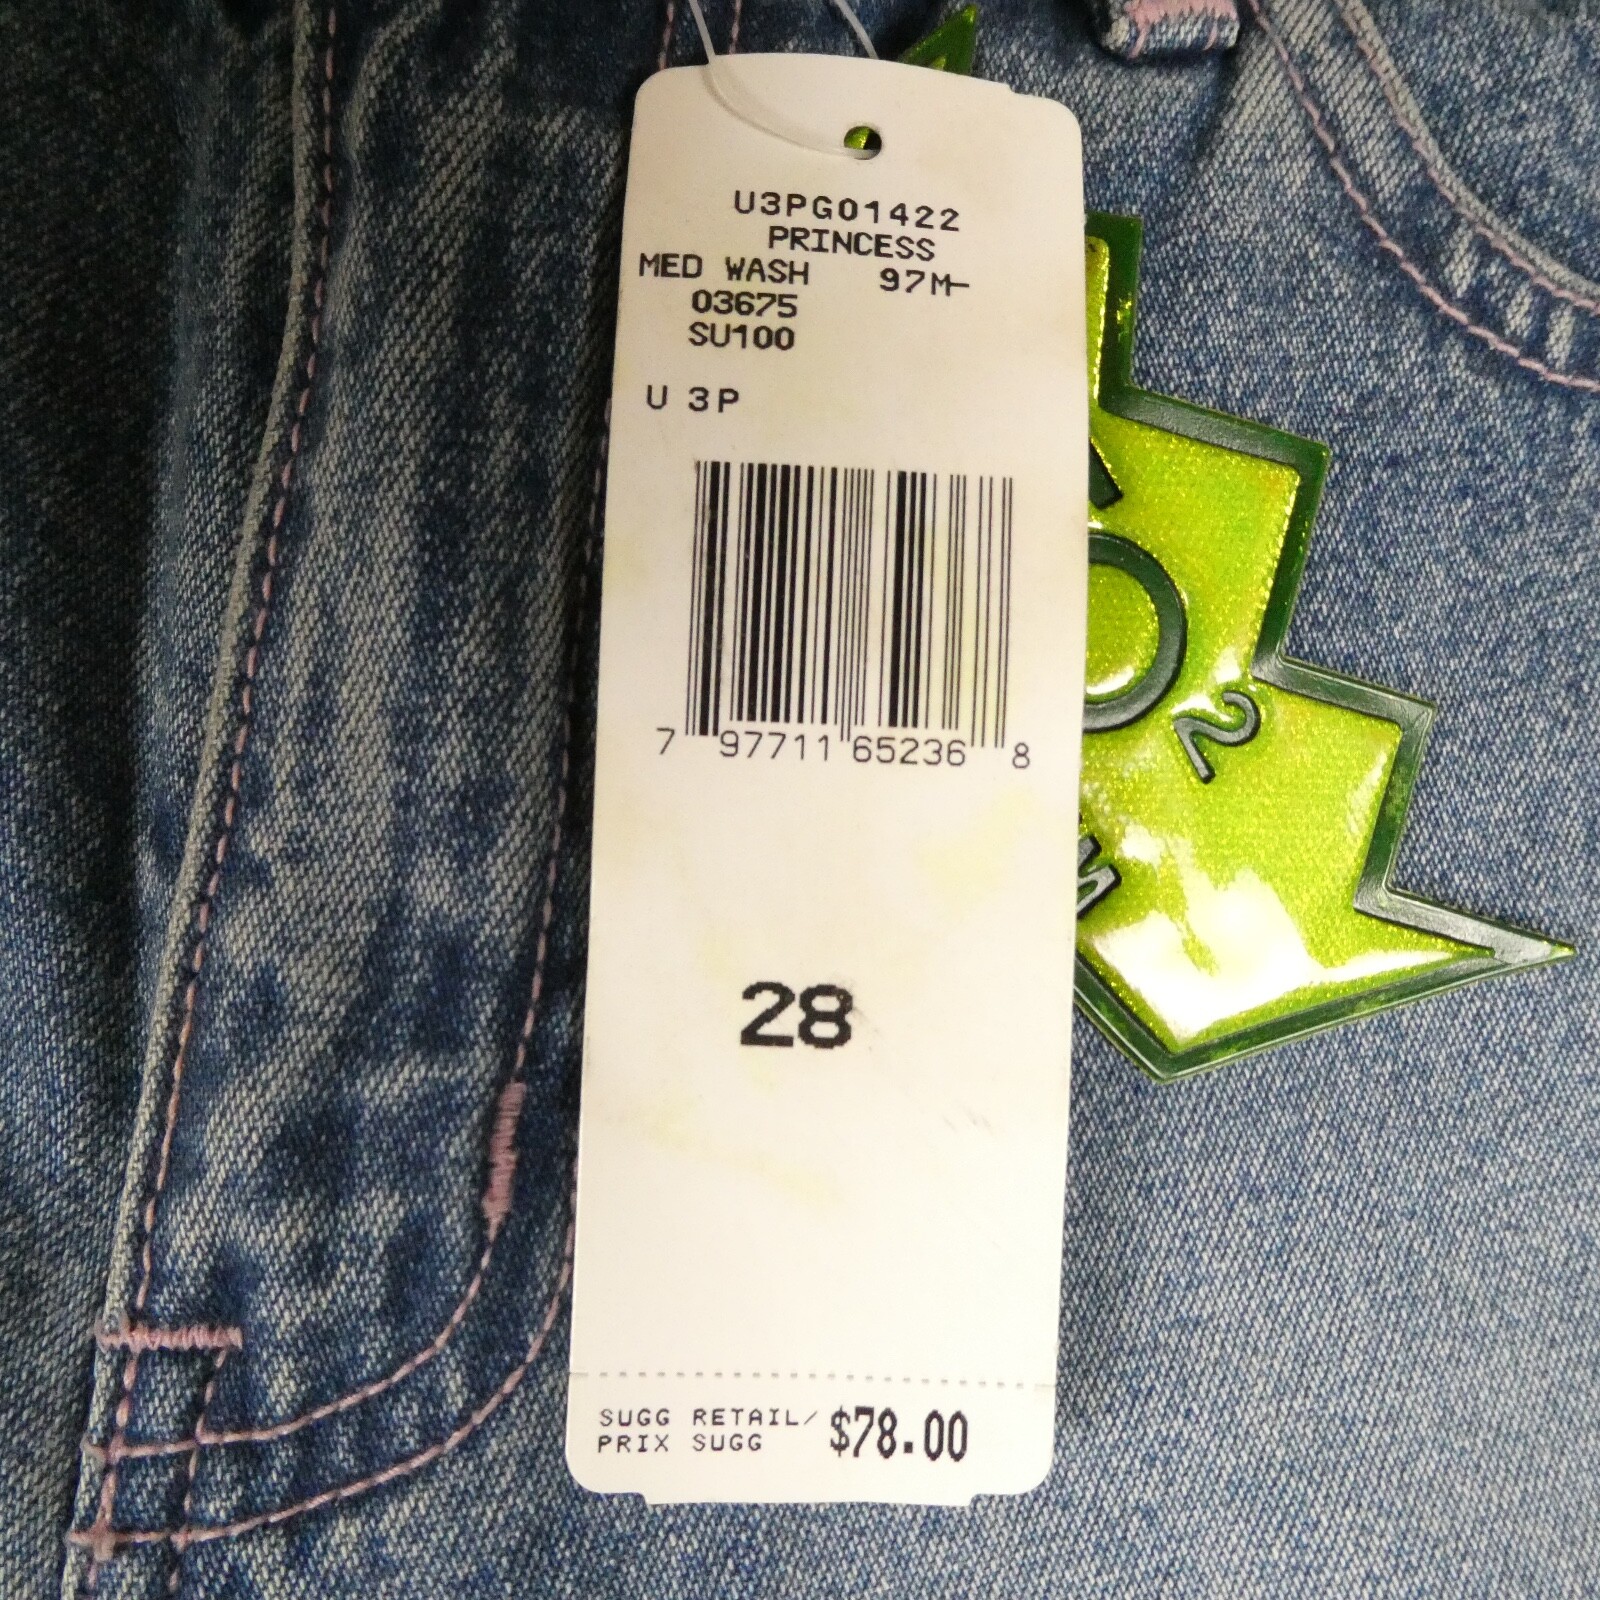 U3PG01422
PRINCESS
MED WASH 97M-
03675
SU100
U 3P
7 97711 65236 8
28
SUGG RETAIL/ $78.00
PRIX SUGG
2